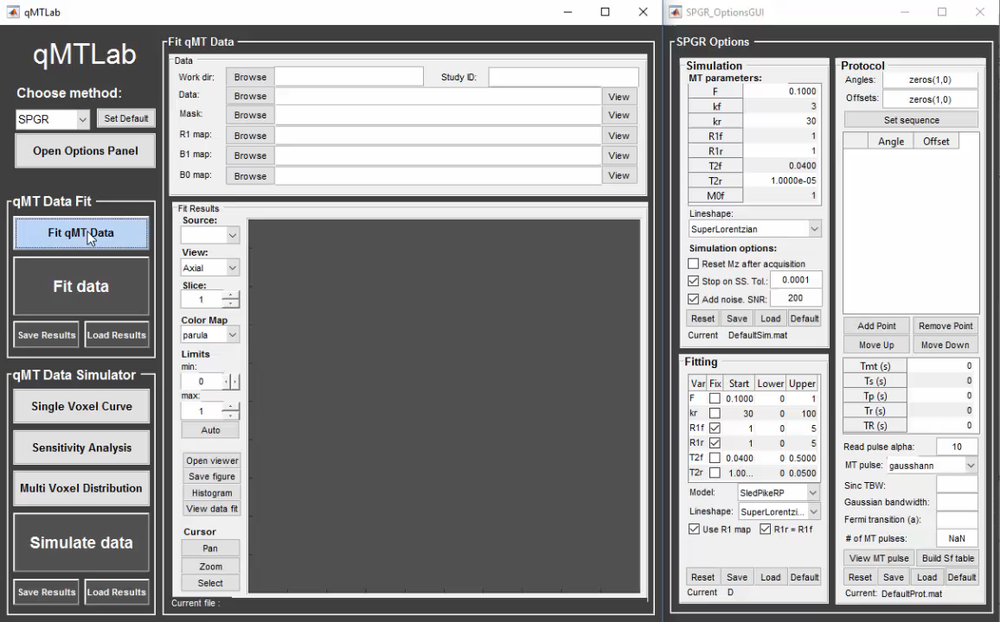 qMTLab
qMTLab
Choose method:
SPGR
Set Default
Open Options Panel
qMT Data Fit
Fit qMT Data
Fit data
Save Results
Load Results
qMT Data Simulator
Single Voxel Curve
Sensitivity Analysis
Multi Voxel Distribution
Simulate data
Save Results
Load Results
Fit qMT Data
Data
Work dir: Browse Study ID:
Data: Browse View
Mask: Browse View
R1 map: Browse View
B1 map: Browse View
B0 map: Browse View
Fit Results
Source:
View:
Axial
Slice:
1
Color Map
parula
Limits
min:
0
max:
1
Auto
Open viewer
Save figure
Histogram
View data fit
Cursor
Pan
Zoom
Select
Current file :
SPGR_OptionsGUI
SPGR Options
Simulation
MT parameters:
F 0.1000
kf 3
kr 30
R1f 1
R1r 1
T2f 0.0400
T2r 1.0000e-05
M0f 1
Lineshape:
SuperLorentzian
Simulation options:
Reset Mz after acquisition
Stop on SS. Tol.: 0.0001
Add noise. SNR: 200
Reset Save Load Default
Current DefaultSim.mat
Fitting
Var Fix Start Lower Upper
F 0.1000 0 1
kr 30 0 100
R1f 1 0 5
R1r 1 0 5
T2f 0.0400 0 0.5000
T2r 1.00... 0 0.0500
Model: SledPikeRP
Lineshape: SuperLorentzi...
Use R1 map R1r = R1f
Reset Save Load Default
Current D
Protocol
Angles: zeros(1,0)
Offsets: zeros(1,0)
Set sequence
Angle Offset
Add Point Remove Point
Move Up Move Down
Tmt (s) 0
Ts (s) 0
Tp (s) 0
Tr (s) 0
TR (s) 0
Read pulse alpha: 10
MT pulse: gausshann
Sinc TBW:
Gaussian bandwidth:
Fermi transition (a):
# of MT pulses: NaN
View MT pulse Build Sf table
Reset Save Load Default
Current: DefaultProt.mat